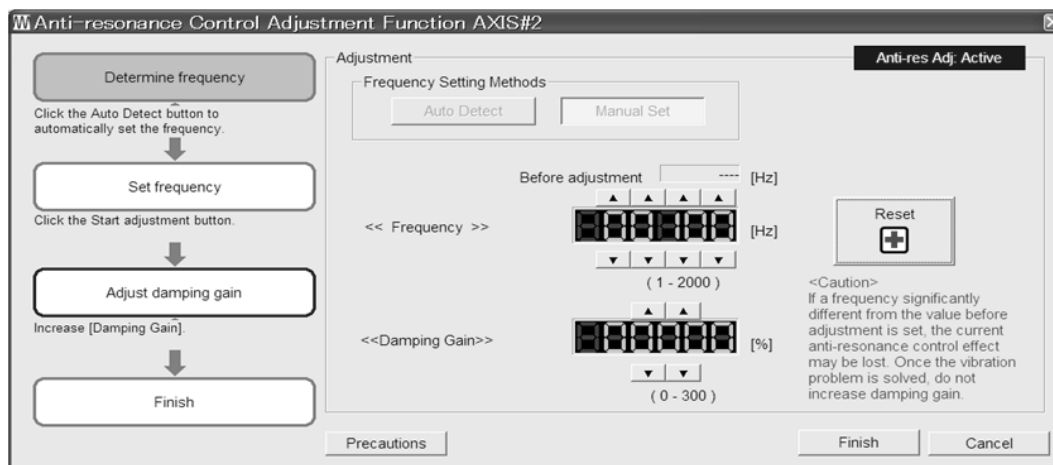 Anti-resonance Control Adjustment Function AXIS#2
Determine frequency
Click the Auto Detect button to
automatically set the frequency.
Set frequency
Click the Start adjustment button.
Adjust damping gain
Increase [Damping Gain].
Finish
Adjustment
Anti-res Adj: Active
Frequency Setting Methods
Auto Detect
Manual Set
Before adjustment ---- [Hz]
▲ ▲ ▲ ▲
<< Frequency >>
[Hz]
▼ ▼ ▼ ▼
( 1 - 2000 )
▲ ▲
<<Damping Gain>>
[%]
▼ ▼
( 0 - 300 )
Reset
<Caution>
If a frequency significantly
different from the value before
adjustment is set, the current
anti-resonance control effect
may be lost. Once the vibration
problem is solved, do not
increase damping gain.
Precautions
Finish
Cancel